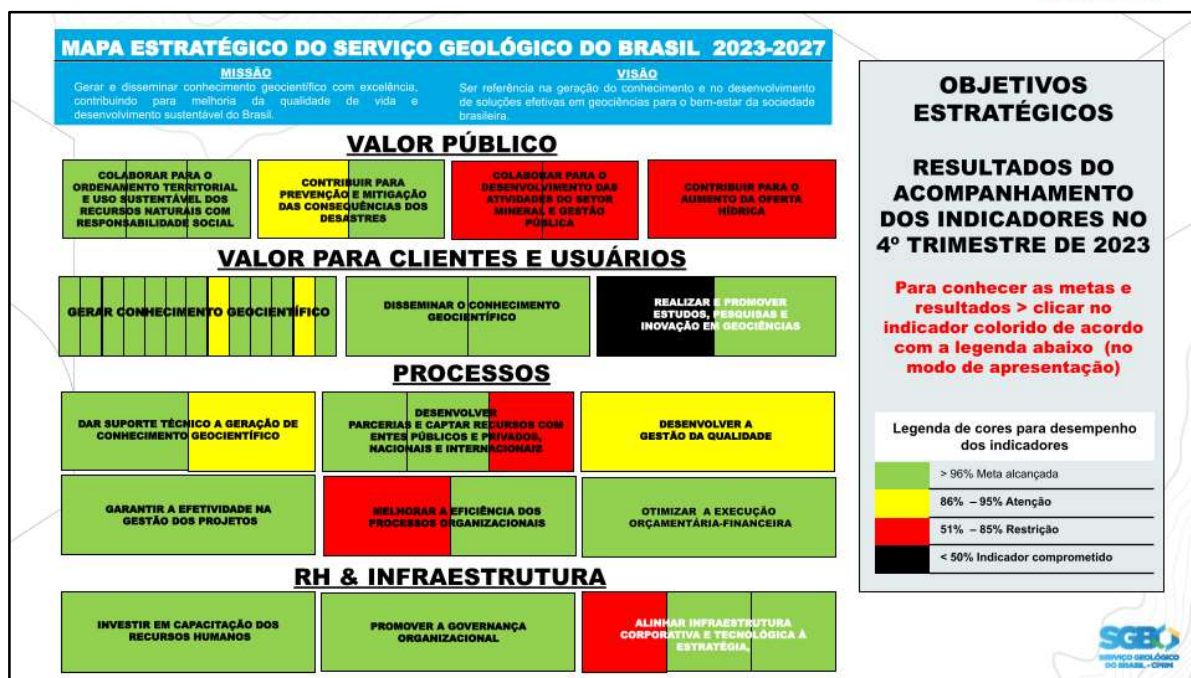 MAPA ESTRATÉGICO DO SERVIÇO GEOLÓGICO DO BRASIL 2023-2027
MISSÃO
Gerar e disseminar conhecimento geocientífico com excelência,
contribuindo para melhoria da qualidade de vida e
desenvolvimento sustentável do Brasil.
VISÃO
Ser referência na geração do conhecimento e no desenvolvimento
de soluções efetivas em geociências para o bem-estar da sociedade
brasileira.
VALOR PÚBLICO
COLABORAR PARA O
ORDENAMENTO TERRITORIAL
E USO SUSTENTÁVEL DOS
RECURSOS NATURAIS COM
RESPONSABILIDADE SOCIAL
CONTRIBUIR PARA
PREVENÇÃO E MITIGAÇÃO
DAS CONSEQUÊNCIAS DOS
DESASTRES
COLABORAR PARA O
DESENVOLVIMENTO DAS
ATIVIDADES DO SETOR
MINERAL E GESTÃO
PÚBLICA
CONTRIBUIR PARA O
AUMENTO DA OFERTA
HÍDRICA
VALOR PARA CLIENTES E USUÁRIOS
GERAR CONHECIMENTO GEOCIENTÍFICO
DISSEMINAR O CONHECIMENTO
GEOCIENTÍFICO
REALIZAR E PROMOVER
ESTUDOS, PESQUISAS E
INOVAÇÃO EM GEOCIÊNCIAS
PROCESSOS
DAR SUPORTE TÉCNICO A GERAÇÃO DE
CONHECIMENTO GEOCIENTÍFICO
DESENVOLVER
PARCERIAS E CAPTAR RECURSOS COM
ENTES PÚBLICOS E PRIVADOS,
NACIONAIS E INTERNACIONAIS
DESENVOLVER A
GESTÃO DA QUALIDADE
GARANTIR A EFETIVIDADE NA
GESTÃO DOS PROJETOS
MELHORAR A EFICIÊNCIA DOS
PROCESSOS ORGANIZACIONAIS
OTIMIZAR A EXECUÇÃO
ORÇAMENTÁRIA-FINANCEIRA
RH & INFRAESTRUTURA
INVESTIR EM CAPACITAÇÃO DOS
RECURSOS HUMANOS
PROMOVER A GOVERNANÇA
ORGANIZACIONAL
ALINHAR INFRAESTRUTURA
CORPORATIVA E TECNOLÓGICA À
ESTRATÉGIA,
OBJETIVOS
ESTRATÉGICOS
RESULTADOS DO
ACOMPANHAMENTO
DOS INDICADORES NO
4º TRIMESTRE DE 2023
Para conhecer as metas e
resultados > clicar no
indicador colorido de acordo
com a legenda abaixo (no
modo de apresentação)
Legenda de cores para desempenho
dos indicadores
> 96% Meta alcançada
86% – 95% Atenção
51% – 85% Restrição
< 50% Indicador comprometido
SGB
SERVIÇO GEOLÓGICO
DO BRASIL - CPRM